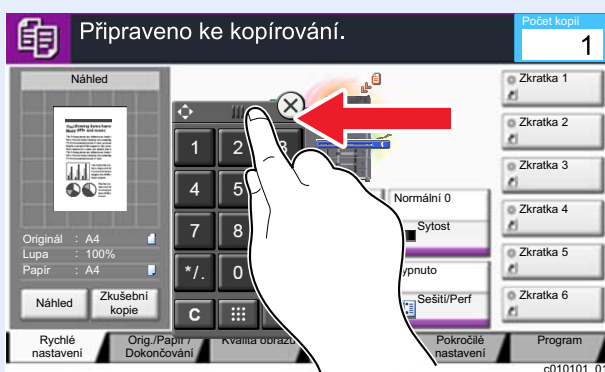 Připraveno ke kopírování.
Počet kopií
1
Náhled
Originál : A4
Lupa : 100%
Papír : A4
Náhled
Zkušební
kopie
1
2
3
4
5
7
8
*/.
0
C
Normální 0
Sytost
Sešití/Perf
Zkratka 1
Zkratka 2
Zkratka 3
Zkratka 4
Zkratka 5
Zkratka 6
Rychlé
nastavení
Orig./Papír/
Dokončování
Kvalita obrazu
Pokročilé
nastavení
Program
c010101_01